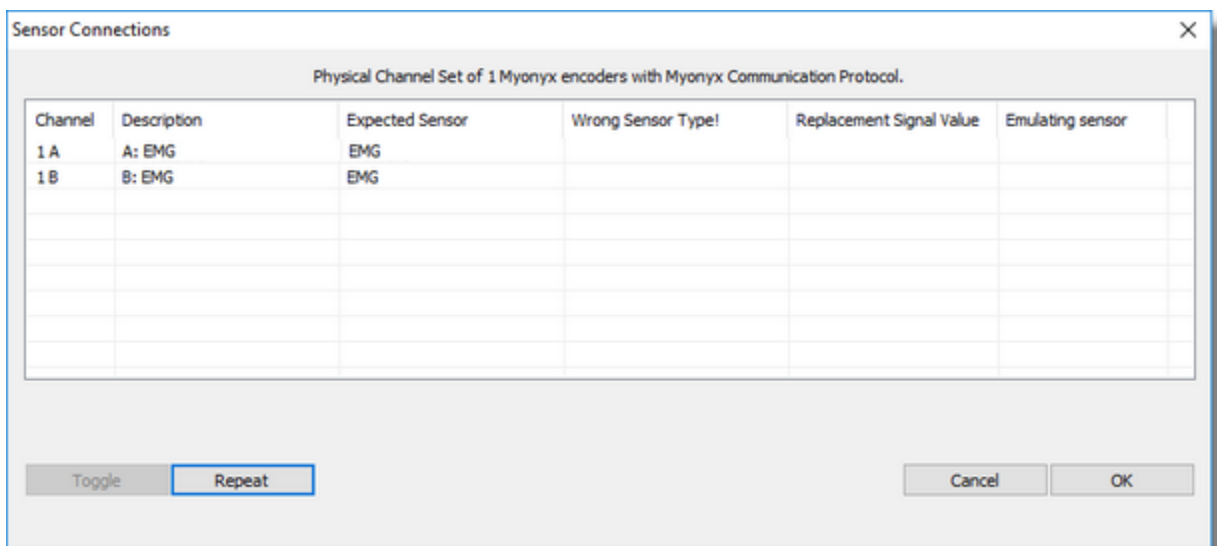 Sensor Connections
Physical Channel Set of 1 Myonyx encoders with Myonyx Communication Protocol.
Channel Description Expected Sensor Wrong Sensor Type! Replacement Signal Value Emulating sensor
1 A A: EMG EMG
1 B B: EMG EMG
Toggle Repeat Cancel OK